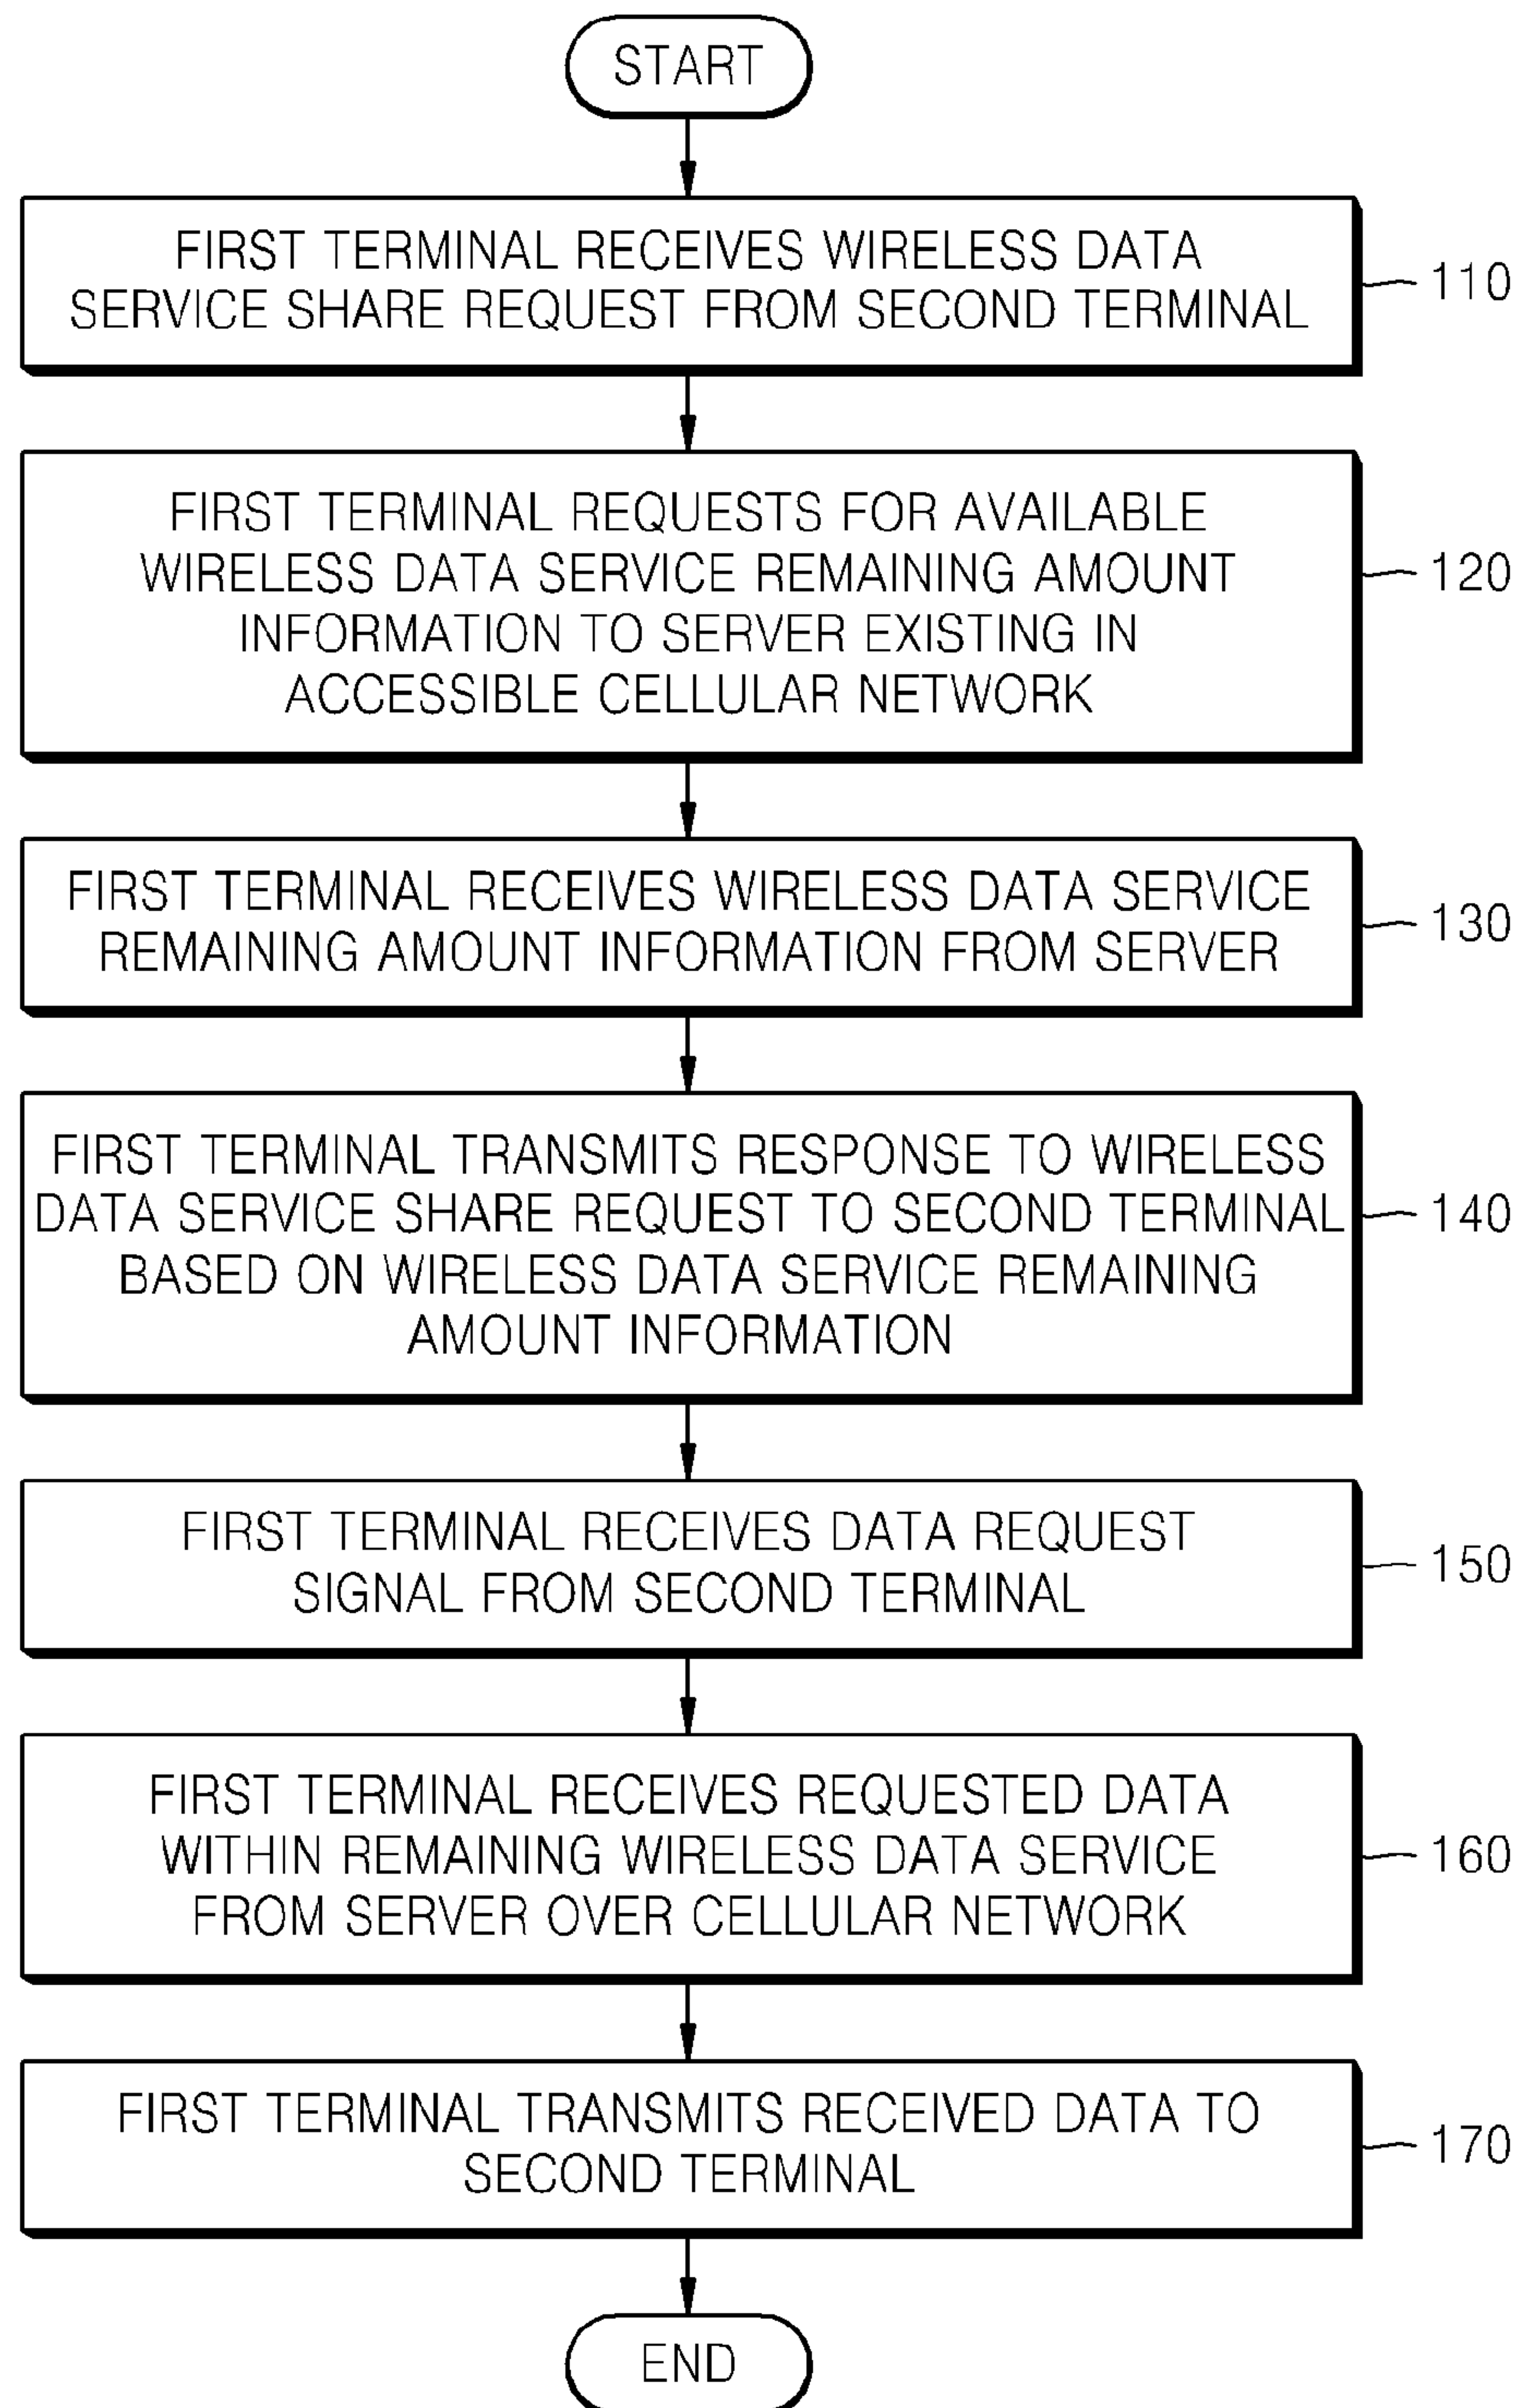 START
FIRST TERMINAL RECEIVES WIRELESS DATA
SERVICE SHARE REQUEST FROM SECOND TERMINAL
110
FIRST TERMINAL REQUESTS FOR AVAILABLE
WIRELESS DATA SERVICE REMAINING AMOUNT
INFORMATION TO SERVER EXISTING IN
ACCESSIBLE CELLULAR NETWORK
120
FIRST TERMINAL RECEIVES WIRELESS DATA SERVICE
REMAINING AMOUNT INFORMATION FROM SERVER
130
FIRST TERMINAL TRANSMITS RESPONSE TO WIRELESS
DATA SERVICE SHARE REQUEST TO SECOND TERMINAL
BASED ON WIRELESS DATA SERVICE REMAINING
AMOUNT INFORMATION
140
FIRST TERMINAL RECEIVES DATA REQUEST
SIGNAL FROM SECOND TERMINAL
150
FIRST TERMINAL RECEIVES REQUESTED DATA
WITHIN REMAINING WIRELESS DATA SERVICE
FROM SERVER OVER CELLULAR NETWORK
160
FIRST TERMINAL TRANSMITS RECEIVED DATA TO
SECOND TERMINAL
170
END